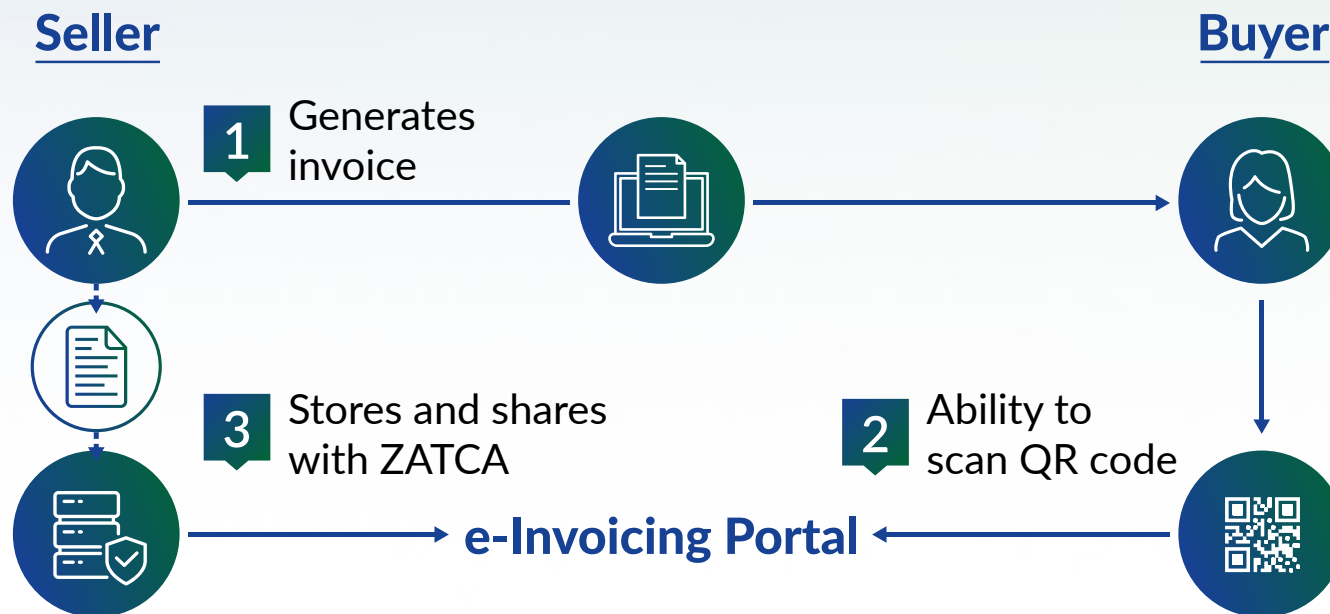 Seller
Buyer
1
Generates
invoice
3
Stores and shares
with ZATCA
2
Ability to
scan QR code
e-Invoicing Portal